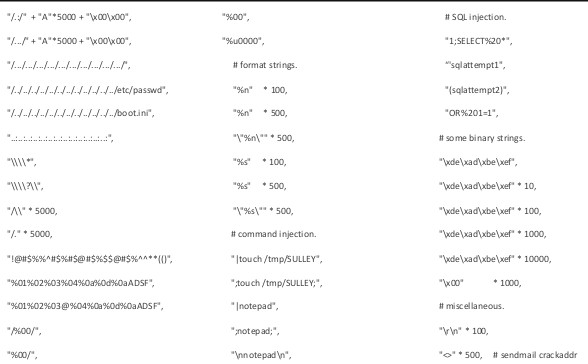 "/.:/" + "A"*5000 + "\x00\x00",
"/.../" + "A"*5000 + "\x00\x00",
"/.../.../.../.../.../.../.../.../.../.../",
"/../../../../../../../../../../../../etc/passwd",
"/../../../../../../../../../../../../boot.ini",
"..:..:..:..:..:..:..:..:..:..:..:..:..:",
"\\\\*",
"\\\\?\\",
"/\\" * 5000,
"/." * 5000,
"!@#$%%^#$%#$@#$%$$@#$%^^**(()",
"%01%02%03%04%0a%0d%0aADSF",
"%01%02%03@%04%0a%0d%0aADSF",
"/%00/",
"%00/",
"%00",
"%u0000",
# format strings.
"%n" * 100,
"%n" * 500,
"\"%n\"" * 500,
"%s" * 100,
"%s" * 500,
"\"%s\"" * 500,
# command injection.
"|touch /tmp/SULLEY",
";touch /tmp/SULLEY;",
"|notepad",
";notepad;",
"\nnotepad\n",
# SQL injection.
"1;SELECT%20*",
"'sqlattempt1",
"(sqlattempt2)",
"OR%201=1",
# some binary strings.
"\xde\xad\xbe\xef",
"\xde\xad\xbe\xef" * 10,
"\xde\xad\xbe\xef" * 100,
"\xde\xad\xbe\xef" * 1000,
"\xde\xad\xbe\xef" * 10000,
"\x00" * 1000,
# miscellaneous.
"\r\n" * 100,
"<>" * 500, # sendmail crackaddr